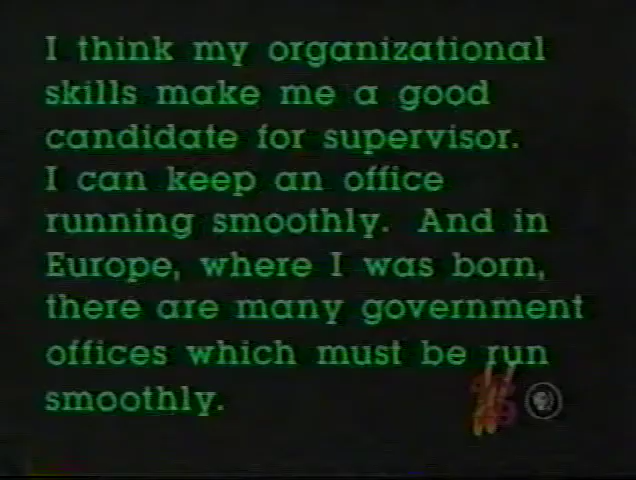 I think my organizational
skills make me a good
candidate for supervisor.
I can keep an office
running smoothly. And in
Europe, where I was born,
there are many government
offices which must be run
smoothly.